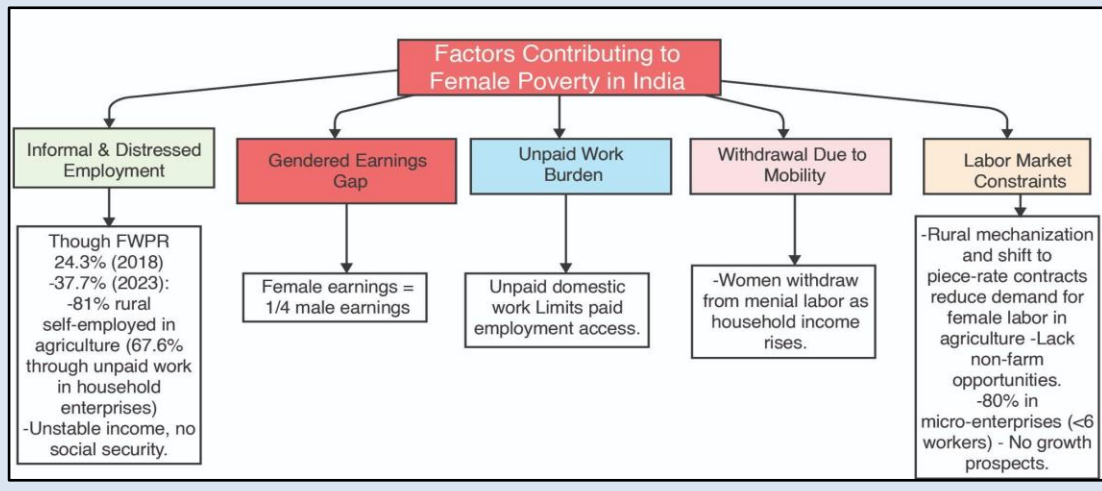 Factors Contributing to
Female Poverty in India
Informal & Distressed
Employment
Though FWPR
24.3% (2018)
-37.7% (2023):
-81% rural
self-employed in
agriculture (67.6%
through unpaid work
in household
enterprises)
-Unstable income, no
social security.
Gendered Earnings
Gap
Female earnings =
1/4 male earnings
Unpaid Work
Burden
Unpaid domestic
work Limits paid
employment access.
Withdrawal Due to
Mobility
-Women withdraw
from menial labor as
household income
rises.
Labor Market
Constraints
-Rural mechanization
and shift to
piece-rate contracts
reduce demand for
female labor in
agriculture -Lack
non-farm
opportunities.
-80% in
micro-enterprises (<6
workers) - No growth
prospects.